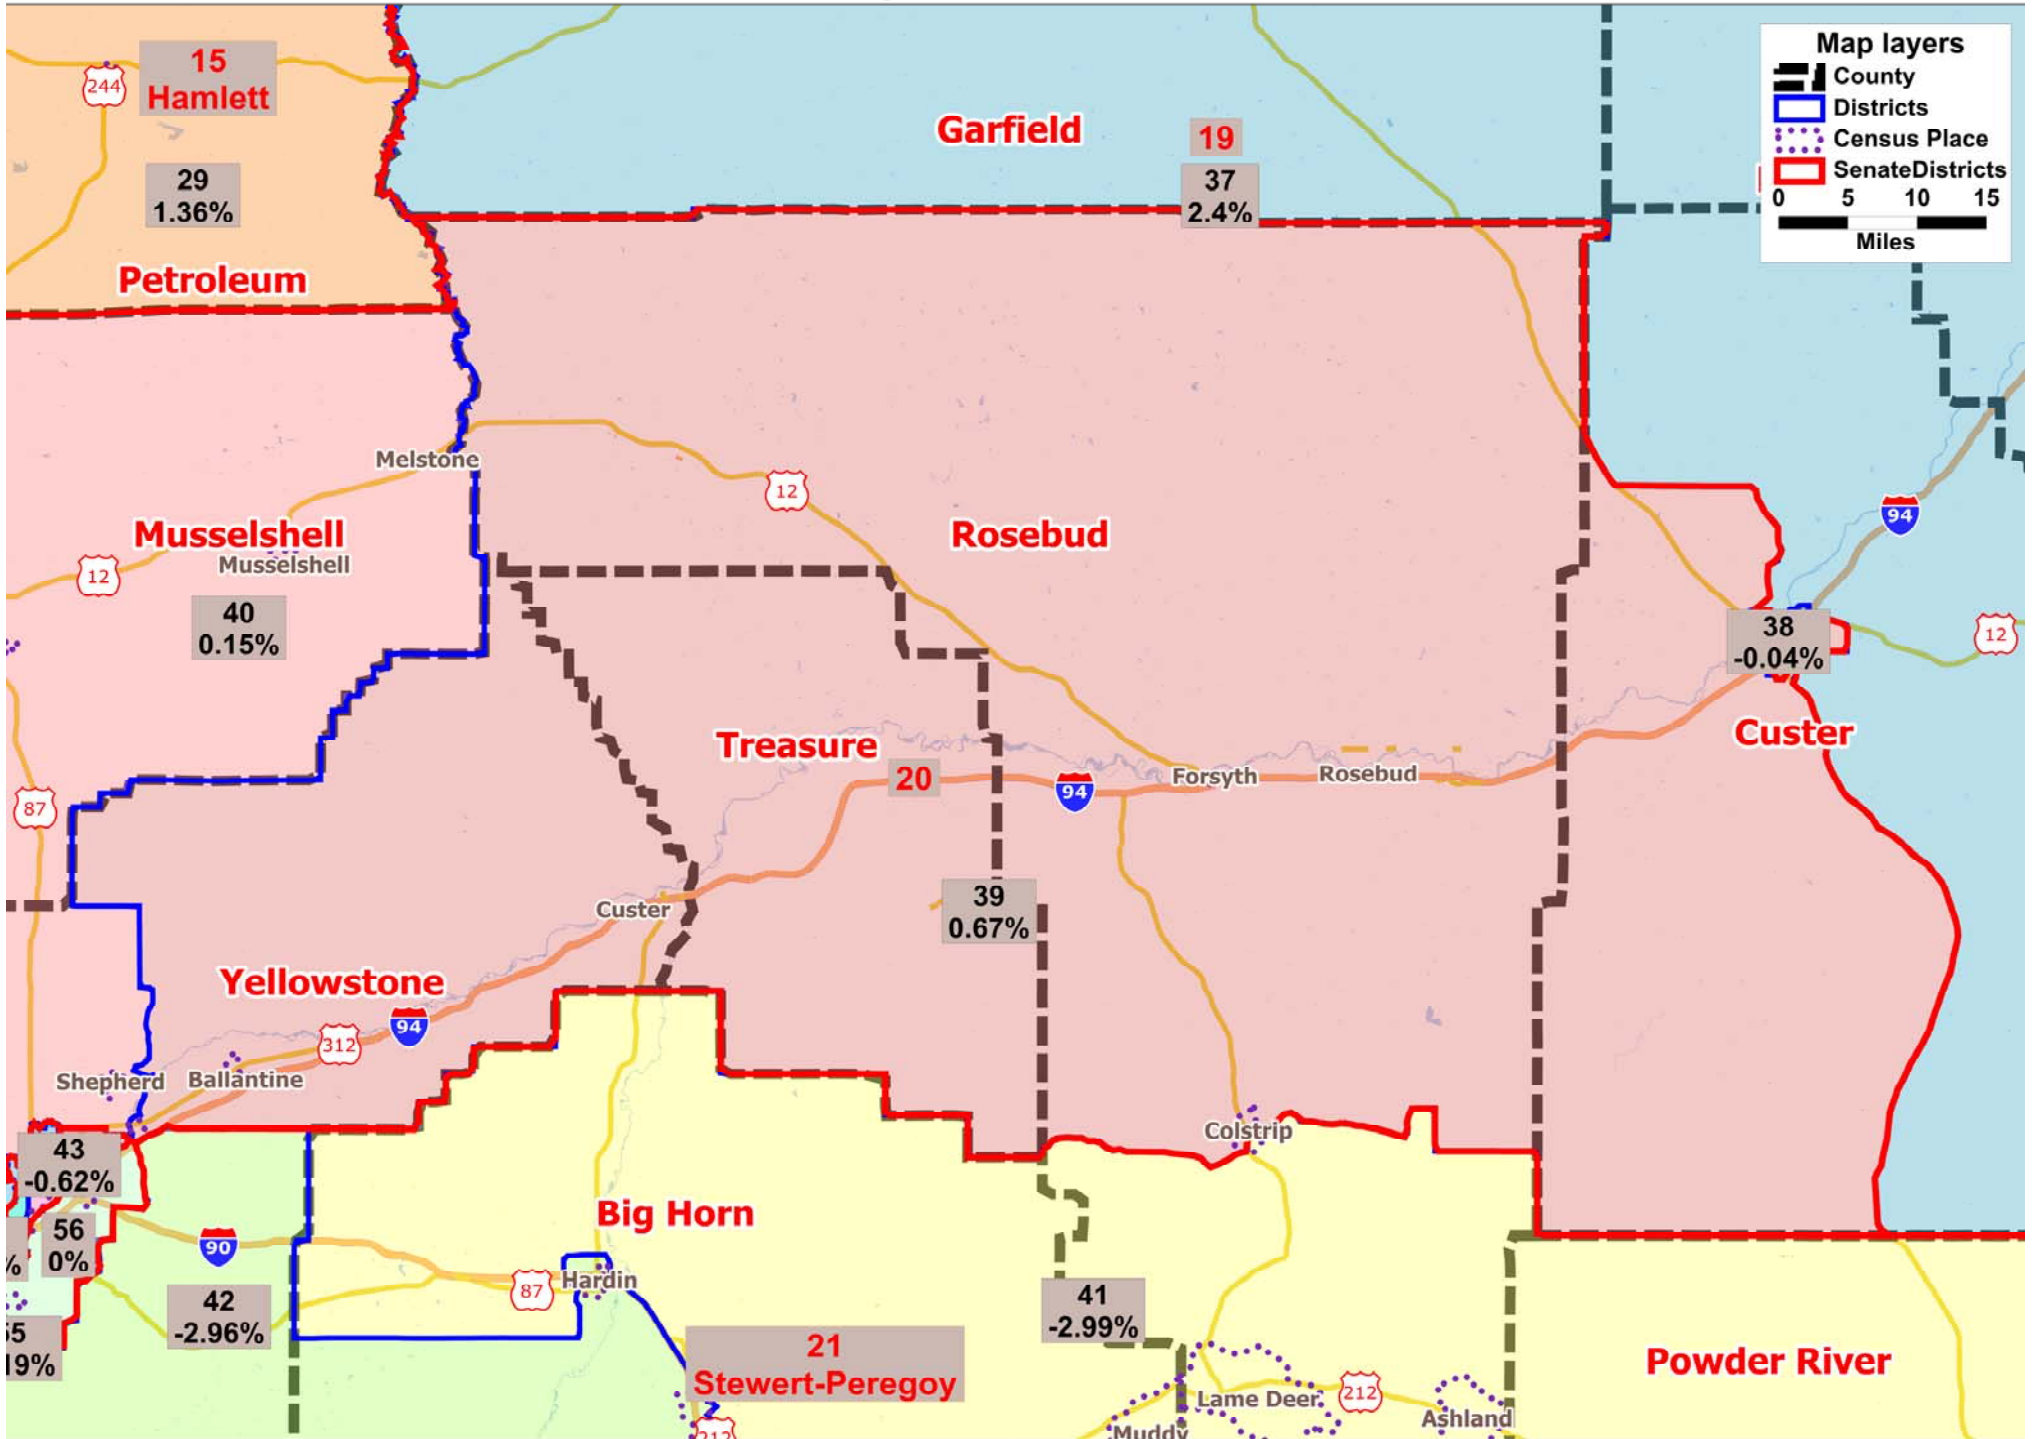 15
Hamlett
244
29
1.36%
Petroleum
Garfield
19
37
2.4%
Map layers
County
Districts
Census Place
SenateDistricts
0 5 10 15
Miles
Melstone
12
Musselshell
Musselshell
12
40
0.15%
Rosebud
94
38
-0.04%
12
Custer
Treasure
20
94
Forsyth
Rosebud
87
39
0.67%
Custer
Yellowstone
94
312
Shepherd
Ballantine
Colstrip
43
-0.62%
56
0%
%
90
Big Horn
87
Hardin
42
-2.96%
41
-2.99%
55
19%
21
Stewert-Peregoy
212
Powder River
Lame Deer
212
Ashland
Muddy